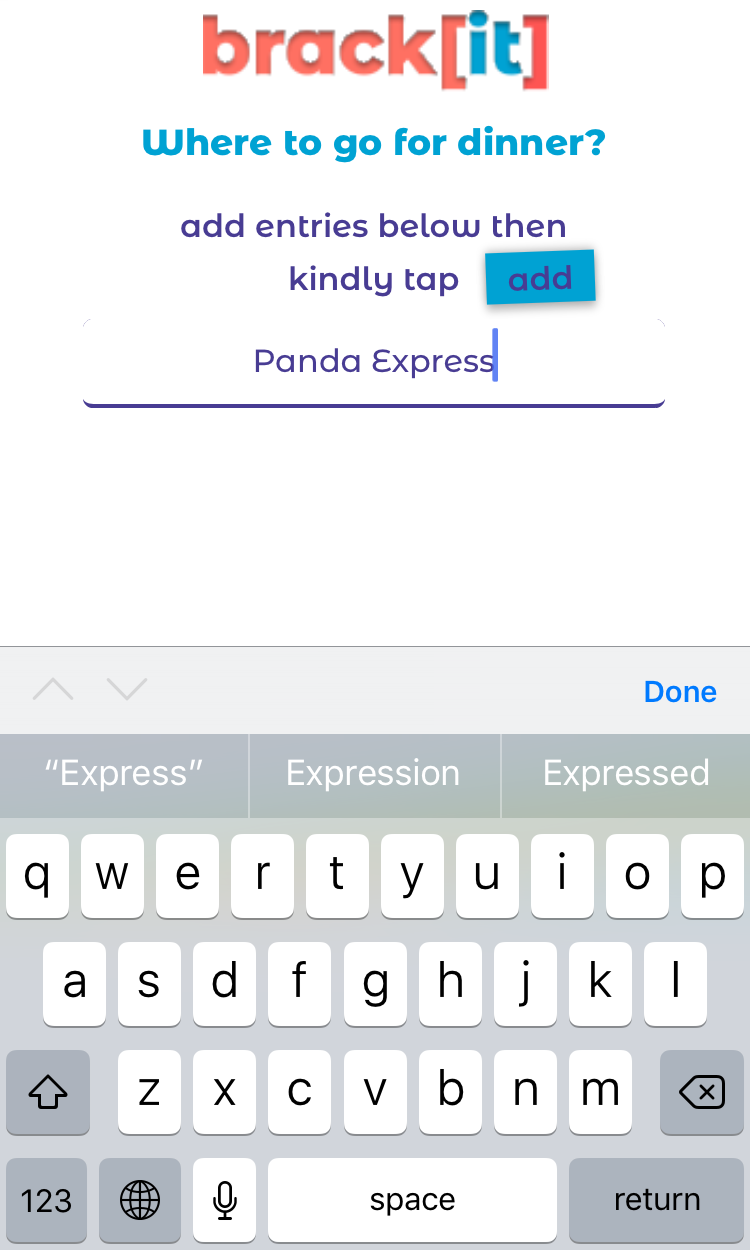 brack[it]
Where to go for dinner?
add entries below then
kindly tap add
Panda Express
Done
“Express” Expression Expressed
q w e r t y u i o p
a s d f g h j k l
z x c v b n m
123 space return